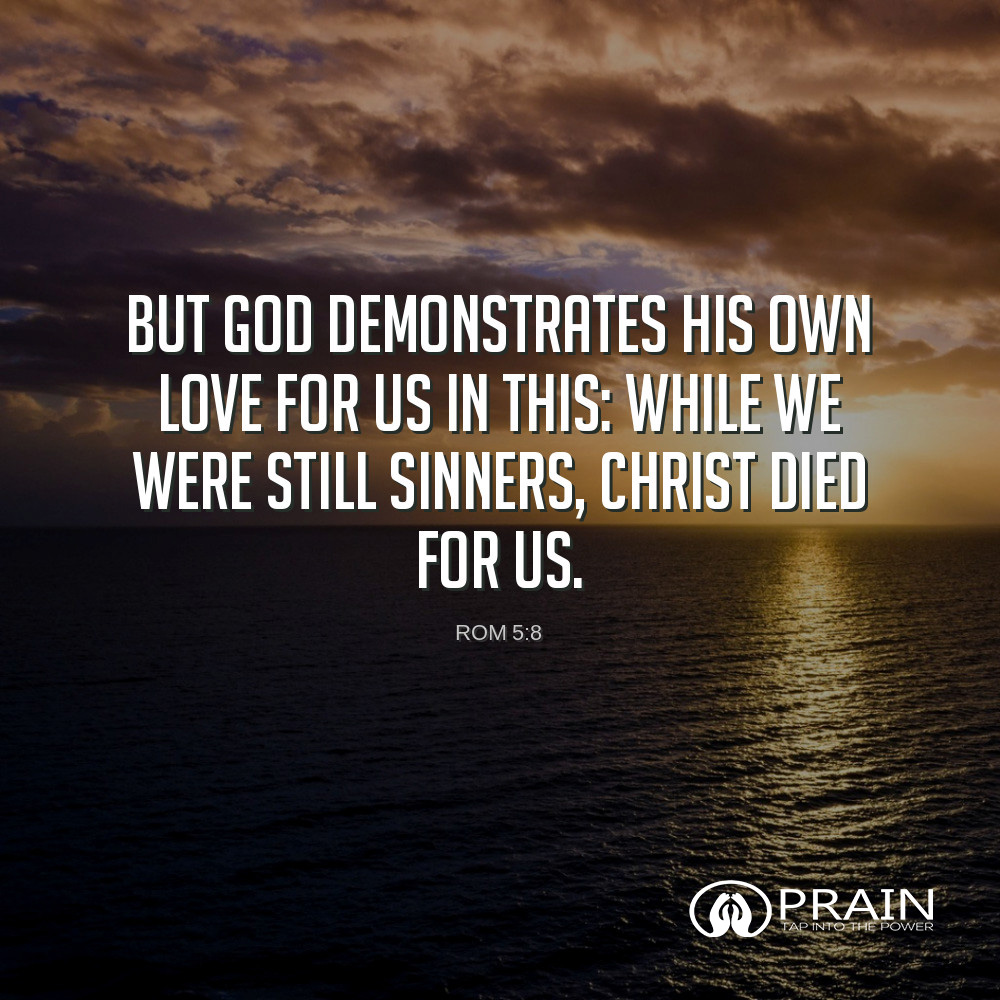 BUT GOD DEMONSTRATES HIS OWN
LOVE FOR US IN THIS: WHILE WE
WERE STILL SINNERS, CHRIST DIED
FOR US.
ROM 5:8
PRAIN
TAP INTO THE POWER